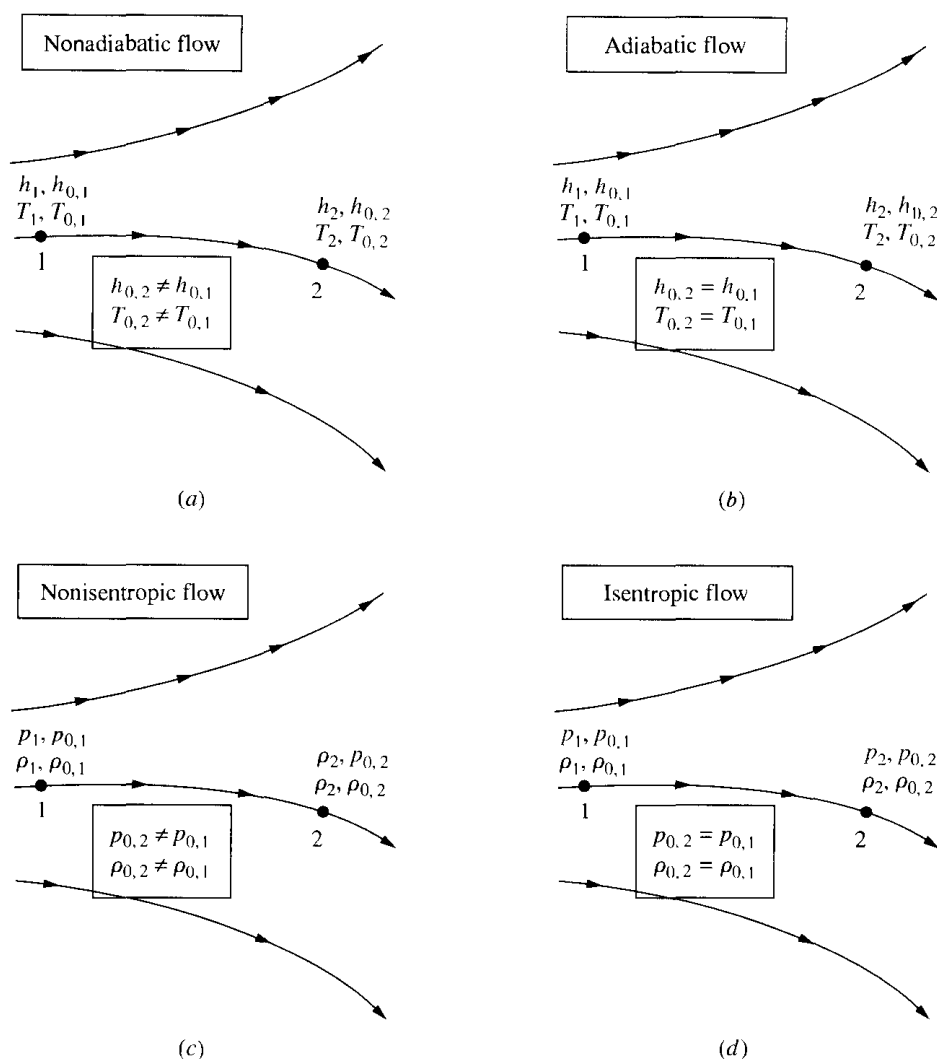 Nonadiabatic flow
h₁, h₀,₁
T₁, T₀,₁
h₂, h₀,₂
T₂, T₀,₂
1
2
h₀,₂ ≠ h₀,₁
T₀,₂ ≠ T₀,₁
(a)
Adiabatic flow
h₁, h₀,₁
T₁, T₀,₁
h₂, h₀,₂
T₂, T₀,₂
1
2
h₀,₂ = h₀,₁
T₀,₂ = T₀,₁
(b)
Nonisentropic flow
p₁, p₀,₁
ρ₁, ρ₀,₁
ρ₂, p₀,₂
ρ₂, ρ₀,₂
1
2
p₀,₂ ≠ p₀,₁
ρ₀,₂ ≠ ρ₀,₁
(c)
Isentropic flow
p₁, p₀,₁
ρ₁, ρ₀,₁
p₂, p₀,₂
ρ₂, ρ₀,₂
1
2
p₀,₂ = p₀,₁
ρ₀,₂ = ρ₀,₁
(d)